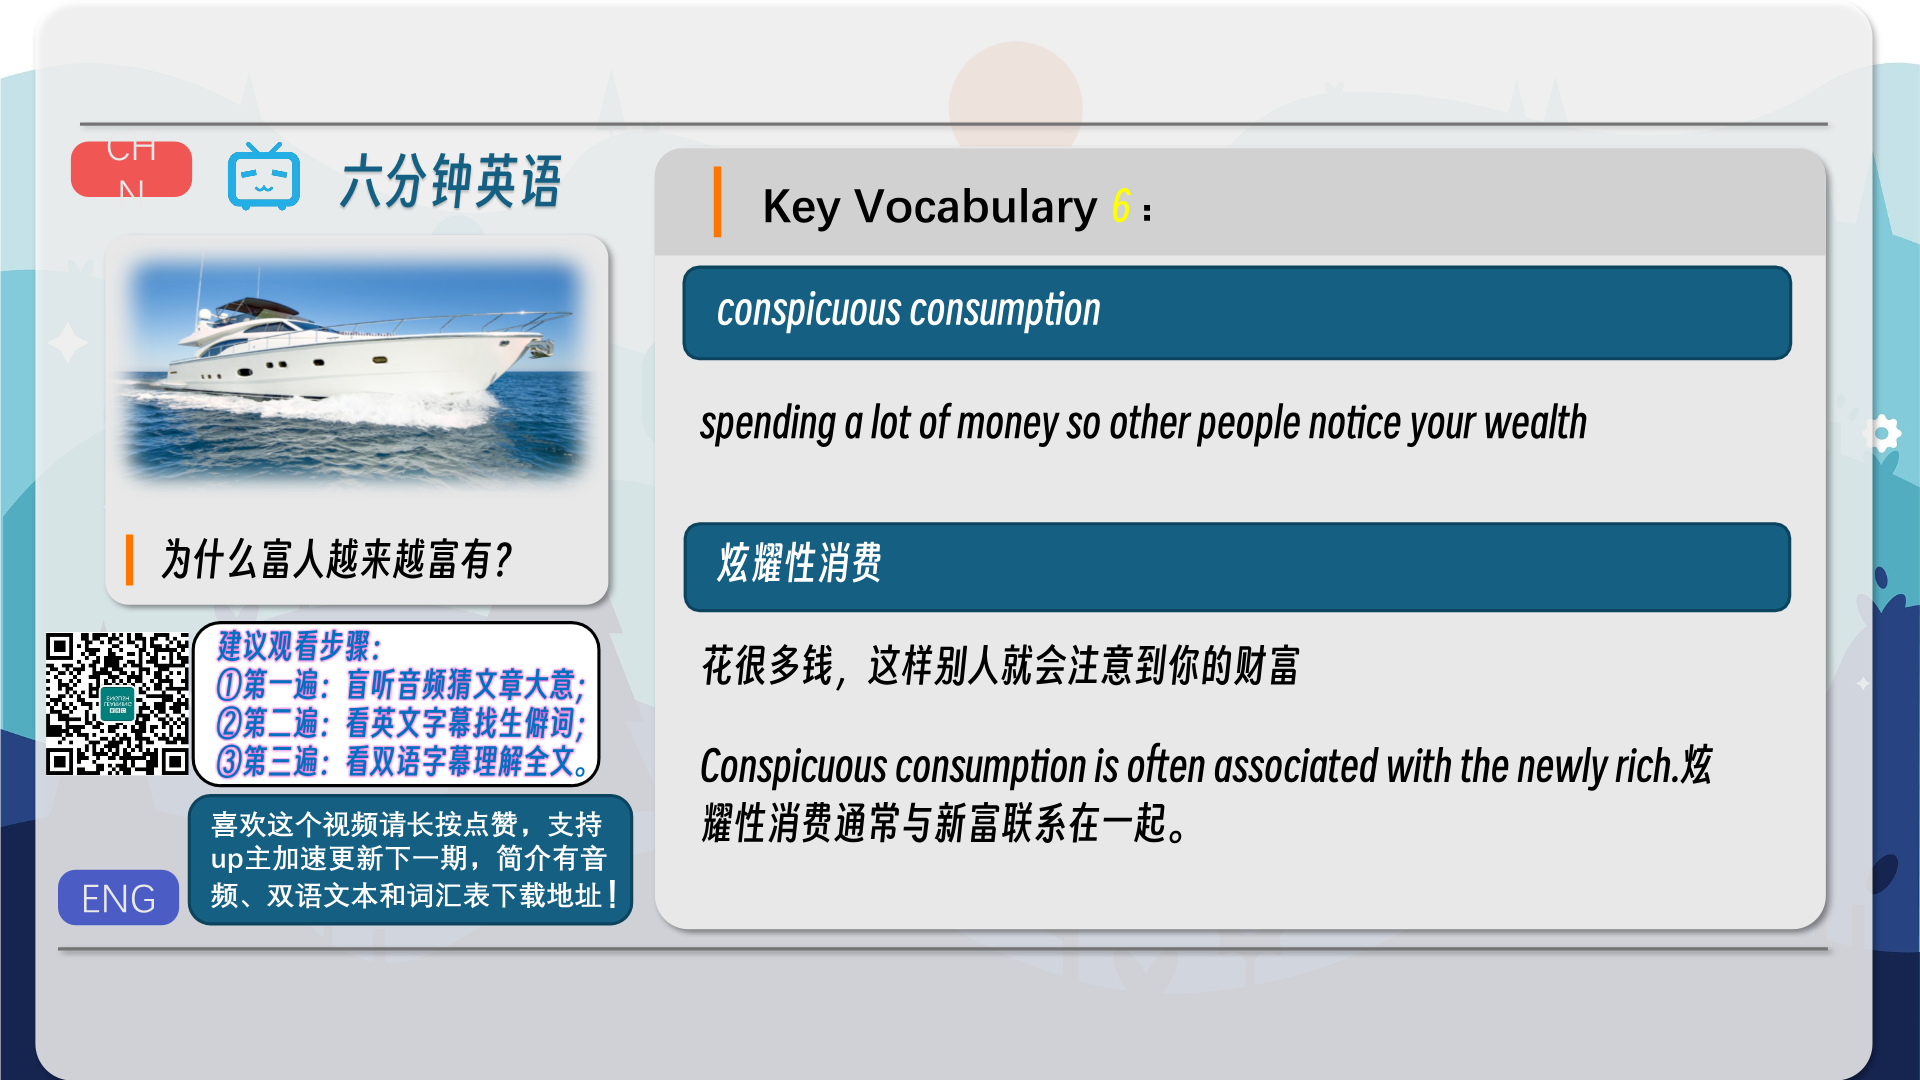 CH
N
六分钟英语
为什么富人越来越富有?
建议观看步骤：
①第一遍：盲听音频猜文章大意；
②第二遍：看英文字幕找生僻词；
③第三遍：看双语字幕理解全文。
喜欢这个视频请长按点赞，支持
up主加速更新下一期，简介有音
频、双语文本和词汇表下载地址！
ENG
Key Vocabulary 6：
conspicuous consumption
spending a lot of money so other people notice your wealth
炫耀性消费
花很多钱，这样别人就会注意到你的财富
Conspicuous consumption is often associated with the newly rich.炫
耀性消费通常与新富联系在一起。